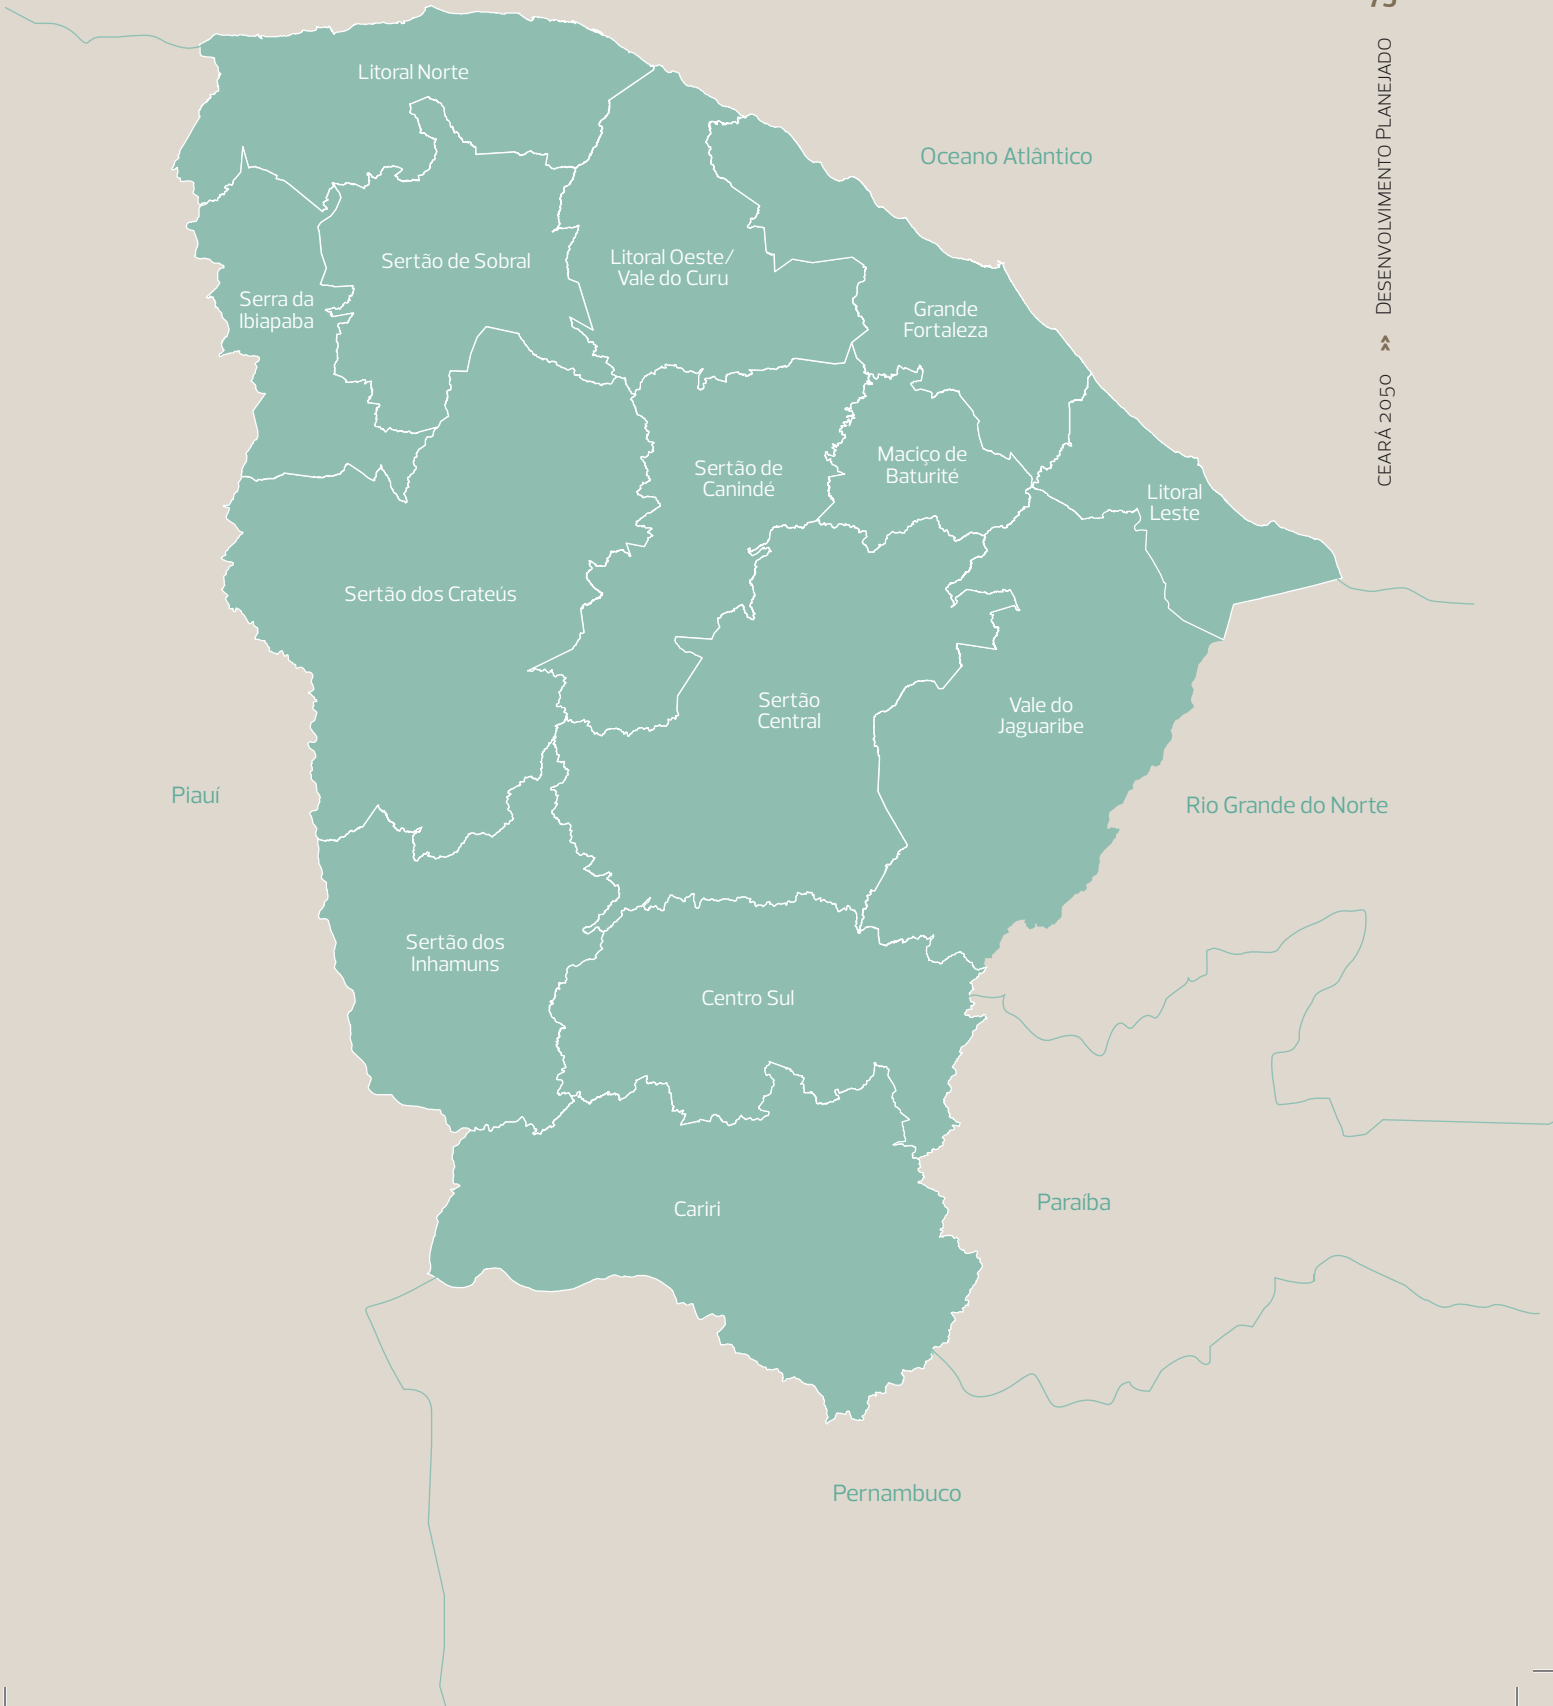 DESENVOLVIMENTO PLANEJADO
CEARÁ 2050
Litoral Norte
Oceano Atlântico
Sertão de Sobral
Litoral Oeste/
Vale do Curu
Serra da
Ibiapaba
Grande
Fortaleza
Maciço de
Baturité
Sertão de
Canindé
Litoral
Leste
Sertão dos Crateús
Sertão
Central
Vale do
Jaguaribe
Piauí
Rio Grande do Norte
Sertão dos
Inhamuns
Centro Sul
Cariri
Paraíba
Pernambuco